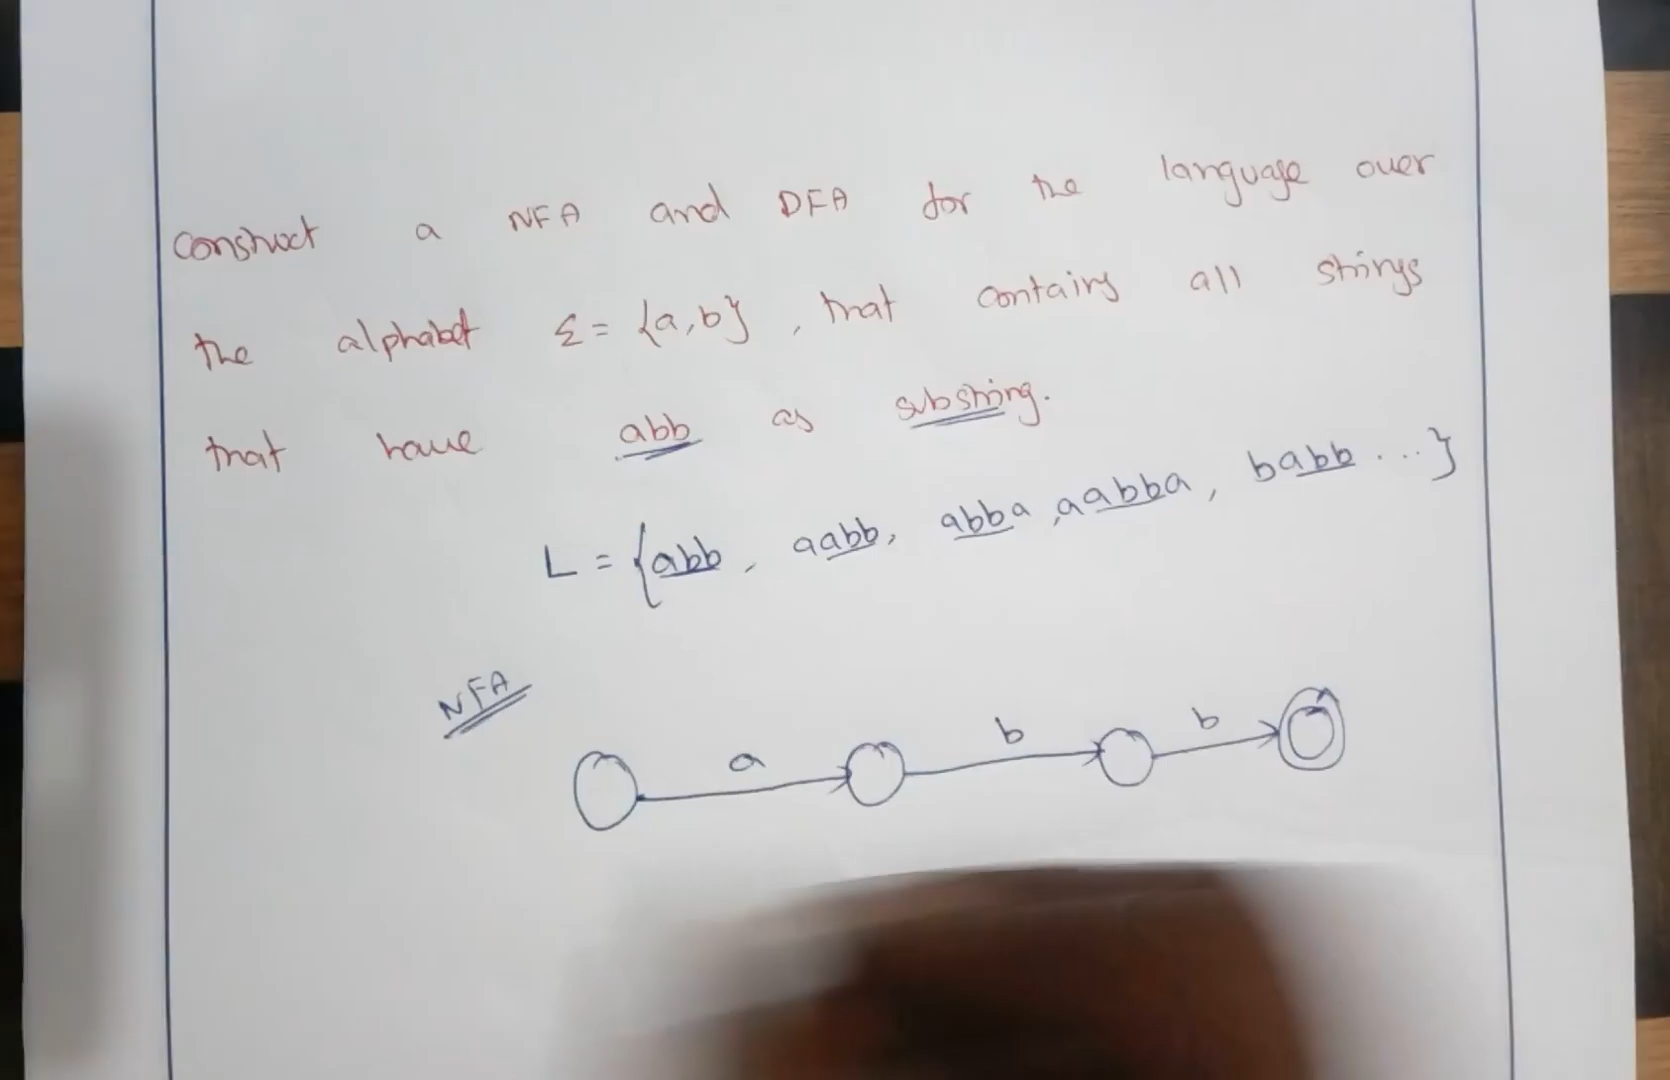 construct a NFA and DFA for the language over
the alphabet Σ = {a,b} , that contains all strings
that have abb as substring.
L = {abb, aabb, abba, aabba, babb ...}
NFA
a b b